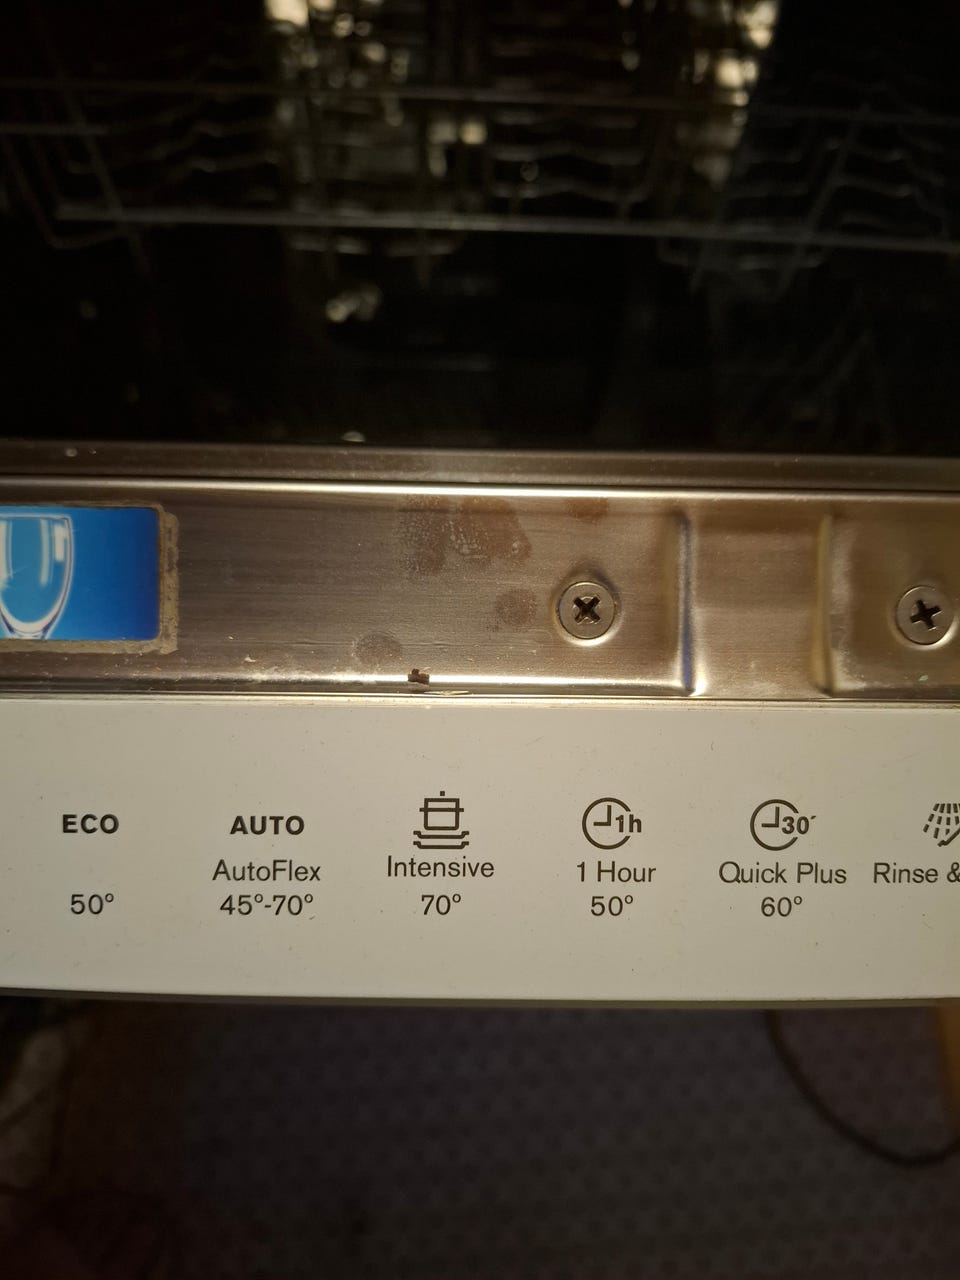 ECO
50°
AUTO
AutoFlex
45°-70°
Intensive
70°
1h
1 Hour
50°
30´
Quick Plus
60°
Rinse &